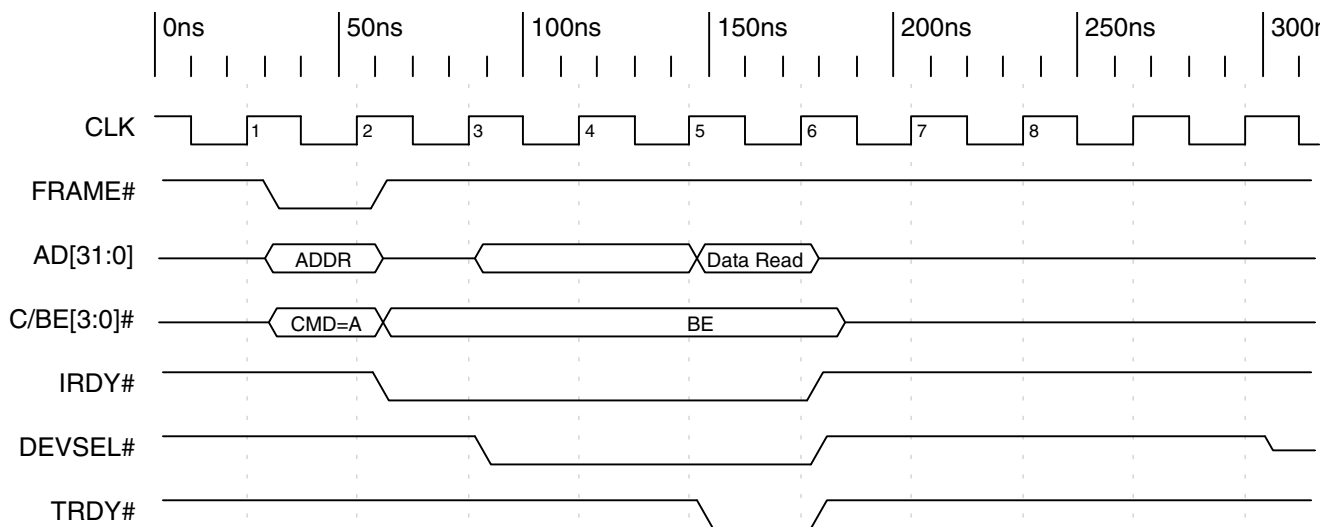 0ns 50ns 100ns 150ns 200ns 250ns 300n
CLK 1 2 3 4 5 6 7 8
FRAME#
AD[31:0] ADDR Data Read
C/BE[3:0]# CMD=A BE
IRDY#
DEVSEL#
TRDY#